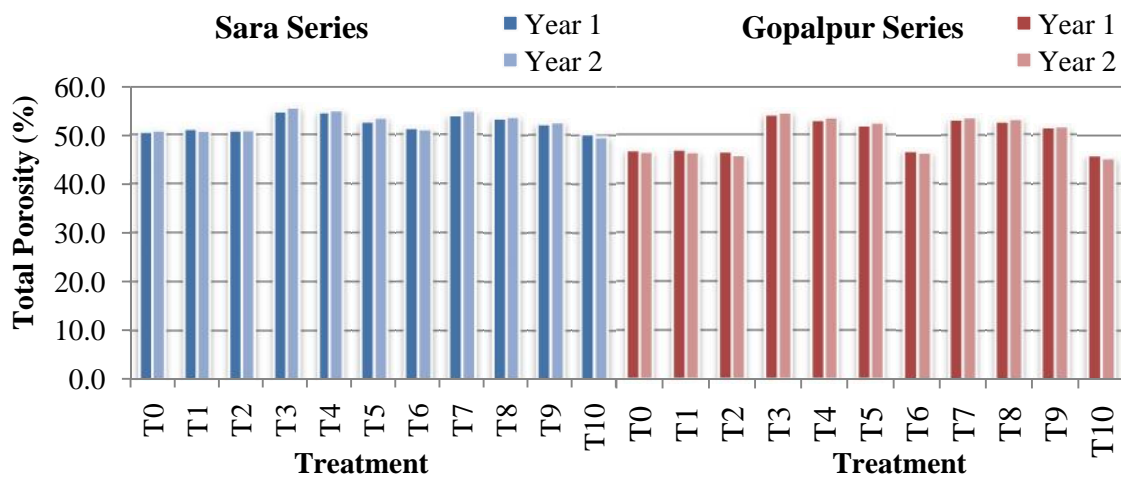 Sara Series
Year 1
Year 2
Gopalpur Series
Year 1
Year 2
Total Porosity (%)
60.0
50.0
40.0
30.0
20.0
10.0
0.0
T0 T1 T2 T3 T4 T5 T6 T7 T8 T9 T10 T0 T1 T2 T3 T4 T5 T6 T7 T8 T9 T10
Treatment Treatment